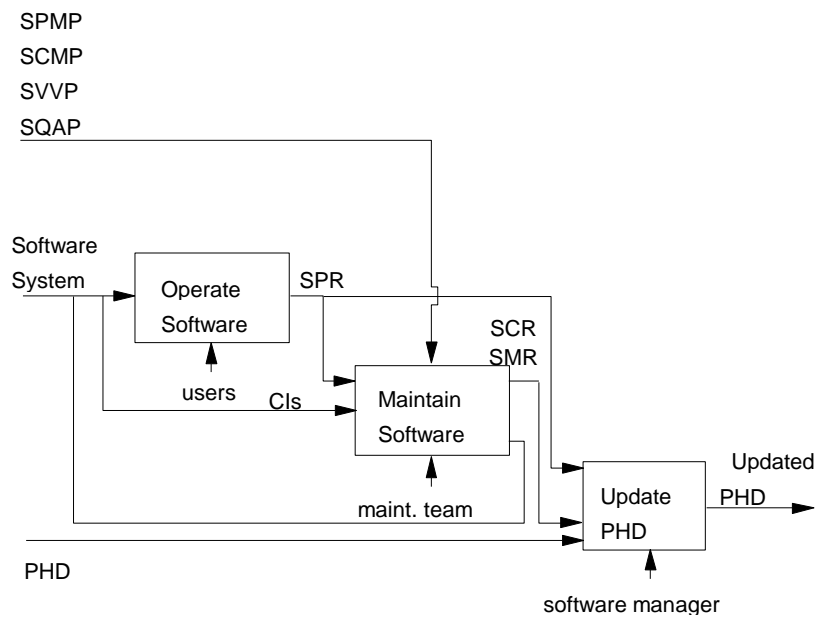 SPMP
SCMP
SVVP
SQAP
Software
System
Operate
Software
SPR
users
CIs
SCR
SMR
Maintain
Software
maint. team
Update
PHD
Updated
PHD
PHD
software manager